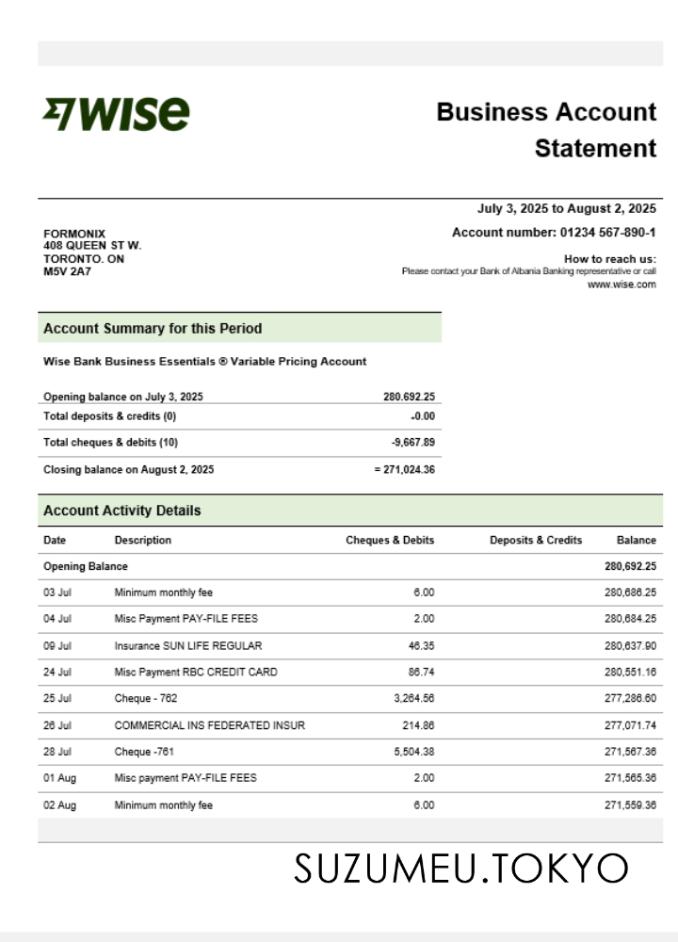 WISE
Business Account
Statement
July 3, 2025 to August 2, 2025
FORMONIX
408 QUEEN ST W.
TORONTO. ON
M5V 2A7
Account number: 01234 567-890-1
How to reach us:
Please contact your Bank of Albania Banking representative or call
www.wise.com
Account Summary for this Period
Wise Bank Business Essentials ® Variable Pricing Account
Opening balance on July 3, 2025 280.692.25
Total deposits & credits (0) -0.00
Total cheques & debits (10) -9,667.89
Closing balance on August 2, 2025 = 271,024.36
Account Activity Details
Date Description Cheques & Debits Deposits & Credits Balance
Opening Balance 280,692.25
03 Jul Minimum monthly fee 6.00 280,686.25
04 Jul Misc Payment PAY-FILE FEES 2.00 280,684.25
09 Jul Insurance SUN LIFE REGULAR 46.35 280,637.90
24 Jul Misc Payment RBC CREDIT CARD 86.74 280,551.16
25 Jul Cheque - 762 3,264.56 277,286.60
26 Jul COMMERCIAL INS FEDERATED INSUR 214.86 277,071.74
28 Jul Cheque -761 5,504.38 271,567.36
01 Aug Misc payment PAY-FILE FEES 2.00 271,565.36
02 Aug Minimum monthly fee 6.00 271,559.36
SUZUMEU.TOKYO